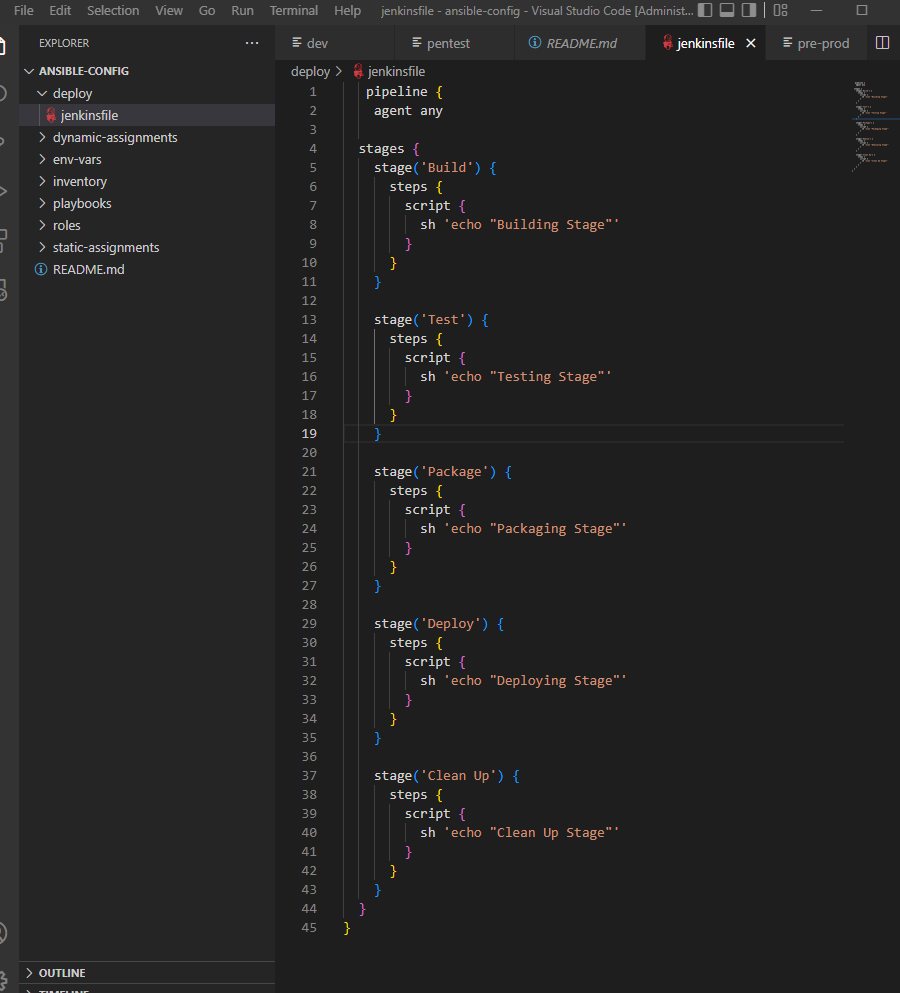 File Edit Selection View Go Run Terminal Help jenkinsfile - ansible-config - Visual Studio Code [Administ...
EXPLORER ...
dev pentest README.md jenkinsfile pre-prod
ANSIBLE-CONFIG
deploy
jenkinsfile
dynamic-assignments
env-vars
inventory
playbooks
roles
static-assignments
README.md
OUTLINE
TIMELINE
deploy > jenkinsfile
1 pipeline {
2 agent any
3
4 stages {
5 stage('Build') {
6 steps {
7 script {
8 sh 'echo "Building Stage"'
9 }
10 }
11 }
12
13 stage('Test') {
14 steps {
15 script {
16 sh 'echo "Testing Stage"'
17 }
18 }
19 }
20
21 stage('Package') {
22 steps {
23 script {
24 sh 'echo "Packaging Stage"'
25 }
26 }
27 }
28
29 stage('Deploy') {
30 steps {
31 script {
32 sh 'echo "Deploying Stage"'
33 }
34 }
35 }
36
37 stage('Clean Up') {
38 steps {
39 script {
40 sh 'echo "Clean Up Stage"'
41 }
42 }
43 }
44 }
45 }